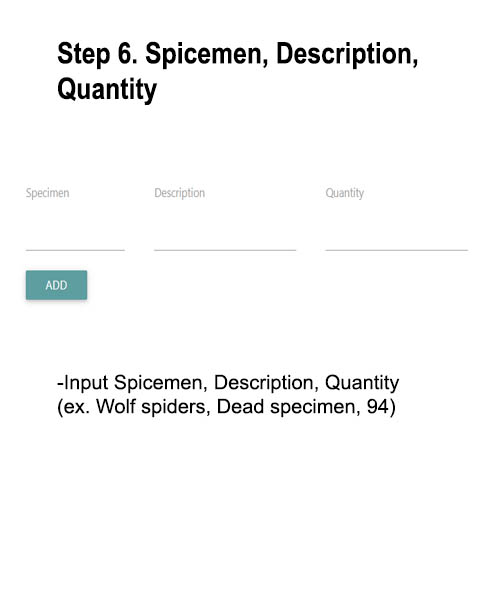 Step 6. Spicemen, Description,
Quantity
Specimen Description Quantity
ADD
-Input Spicemen, Description, Quantity
(ex. Wolf spiders, Dead specimen, 94)